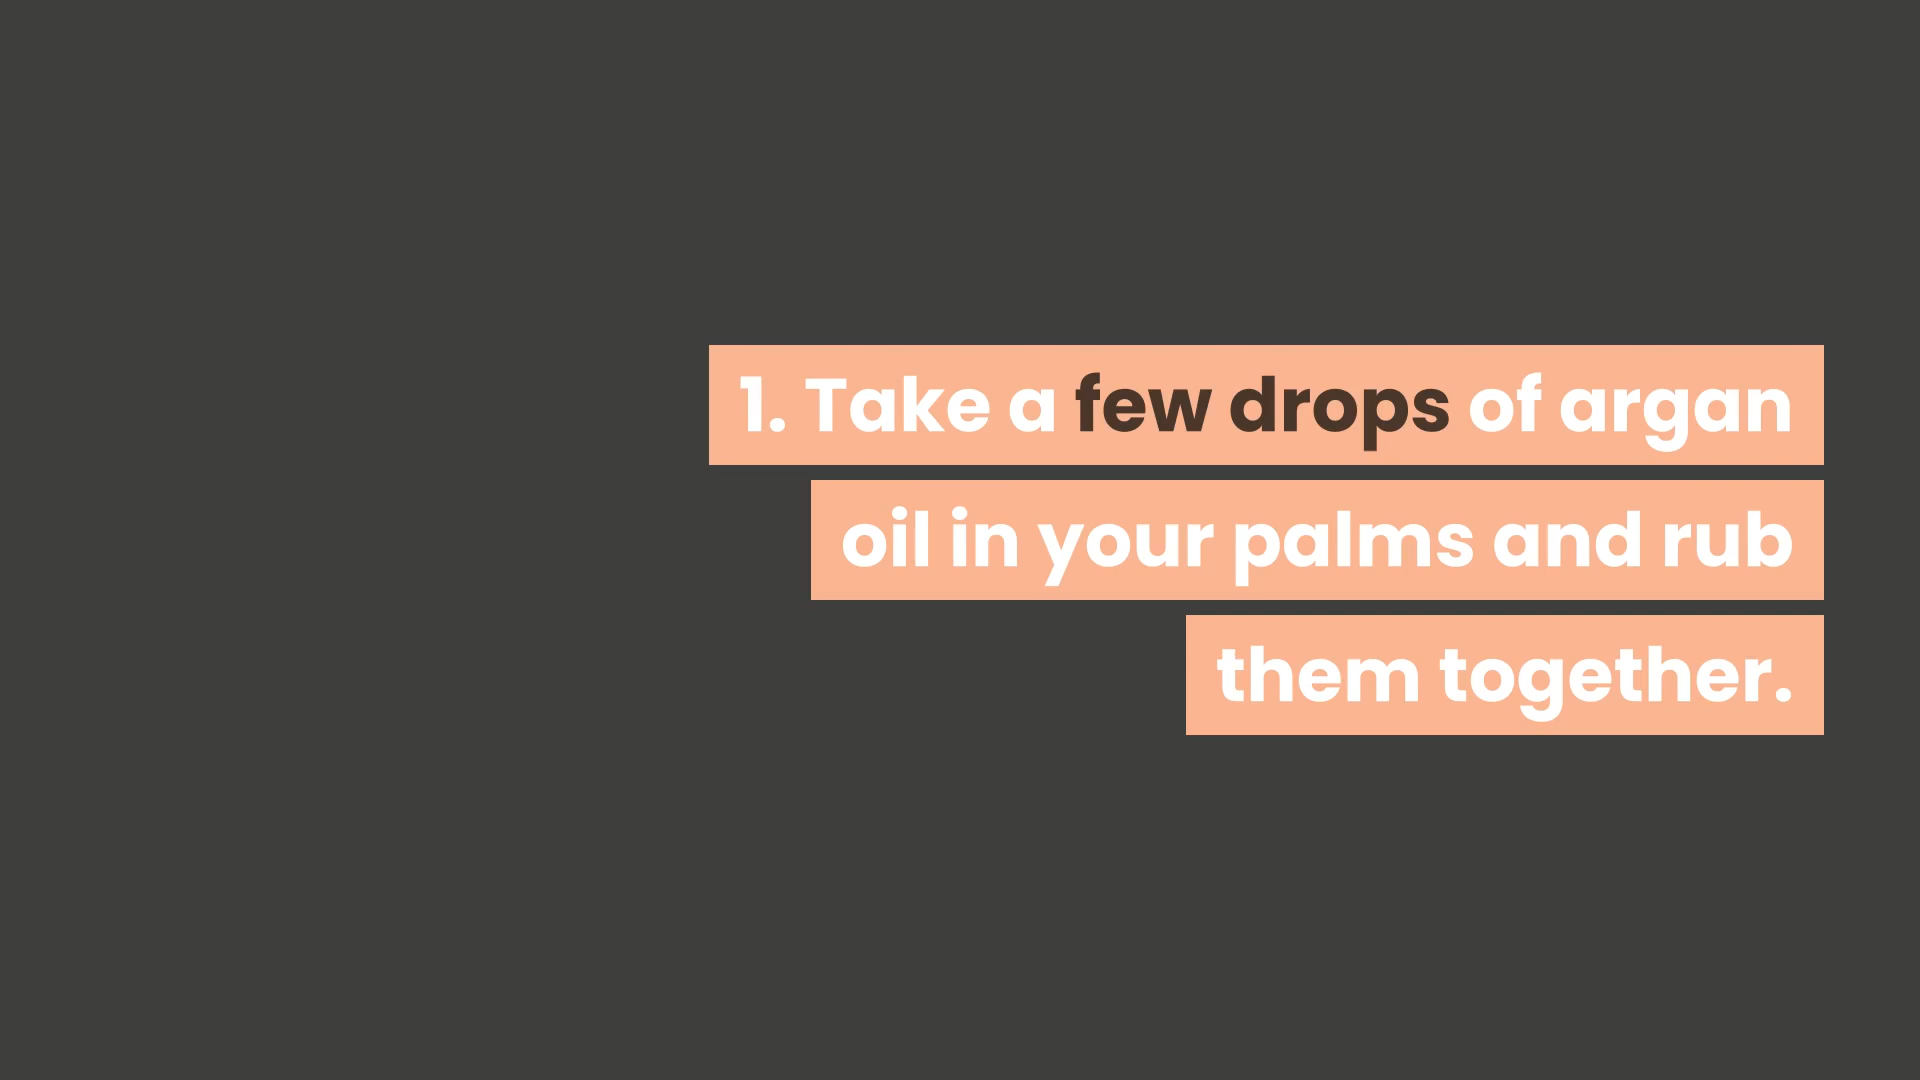 1. Take a few drops of argan
oil in your palms and rub
them together.